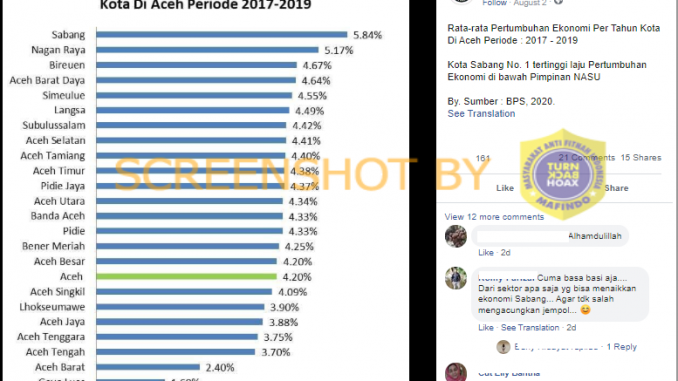 Kota Di Aceh Periode 2017-2019
Sabang 5.84%
Nagan Raya 5.17%
Bireuen 4.67%
Aceh Barat Daya 4.64%
Simeulue 4.55%
Langsa 4.49%
Subulussalam 4.42%
Aceh Selatan 4.41%
Aceh Tamiang 4.40%
Aceh Timur 4.38%
Pidie Jaya 4.37%
Aceh Utara 4.34%
Banda Aceh 4.33%
Pidie 4.33%
Bener Meriah 4.25%
Aceh Besar 4.20%
Aceh 4.20%
Aceh Singkil 4.09%
Lhokseumawe 3.90%
Aceh Jaya 3.88%
Aceh Tenggara 3.75%
Aceh Tengah 3.70%
Aceh Barat 2.40%
SCREENSHOT BY
MASYARAKAT ANTI FITNAH INDONESIA
TURN
BACK
HOAX
MAFINDO
Follow · August 2
Rata-rata Pertumbuhan Ekonomi Per Tahun Kota
Di Aceh Periode : 2017 - 2019
Kota Sabang No. 1 tertinggi laju Pertumbuhan
Ekonomi di bawah Pimpinan NASU
By. Sumber : BPS, 2020.
See Translation
161 21 Comments 15 Shares
Like Share
View 12 more comments
Alhamdulillah
Like · 2d
Cuma basa basi aja....
Dari sektor apa saja yg bisa menaikkan
ekonomi Sabang... Agar tdk salah
mengacungkan jempol...
Like · See Translation · 2d
· 1 Reply